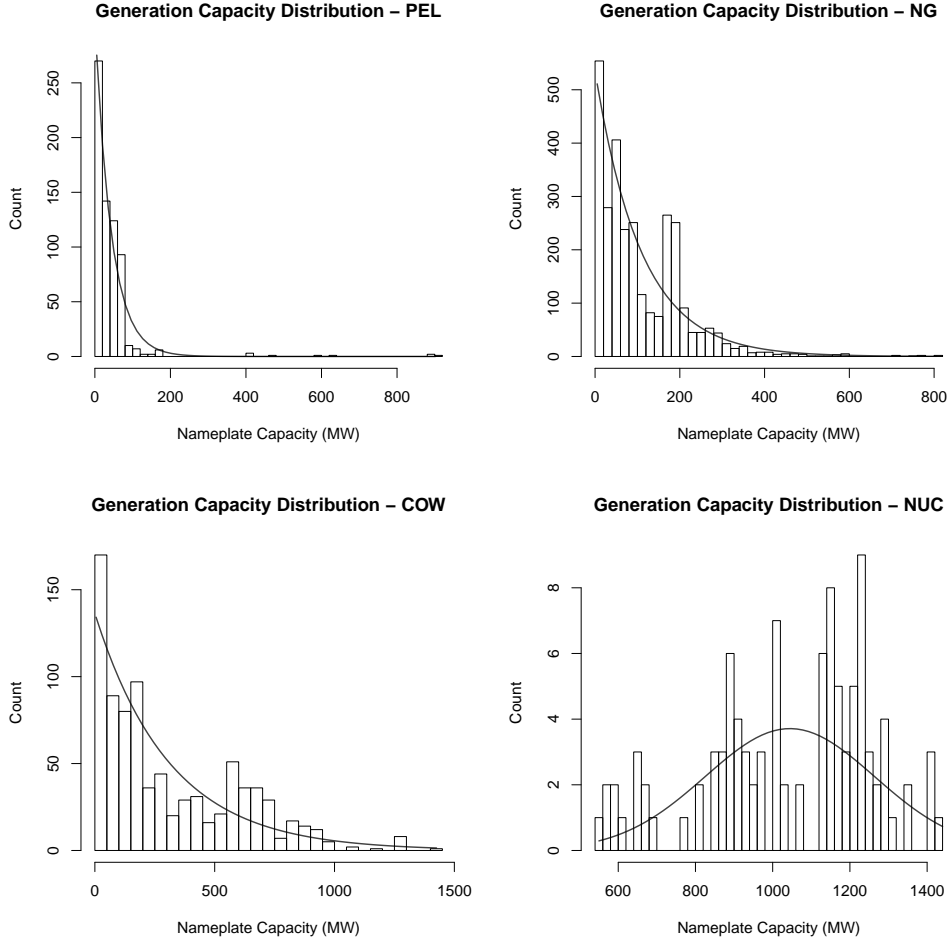 Generation Capacity Distribution – PEL
250
200
150
100
50
0
Count
0 200 400 600 800
Nameplate Capacity (MW)
Generation Capacity Distribution – NG
500
400
300
200
100
0
Count
0 200 400 600 800
Nameplate Capacity (MW)
Generation Capacity Distribution – COW
150
100
50
0
Count
0 500 1000 1500
Nameplate Capacity (MW)
Generation Capacity Distribution – NUC
8
6
4
2
0
Count
600 800 1000 1200 1400
Nameplate Capacity (MW)